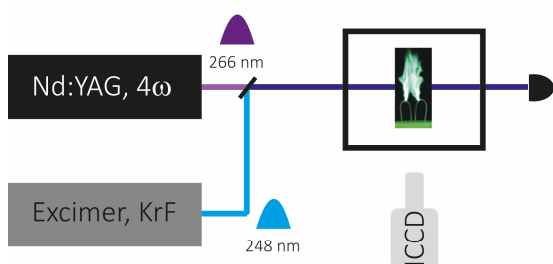 266 nm
Nd:YAG, 4ω
Excimer, KrF
248 nm
ICCD